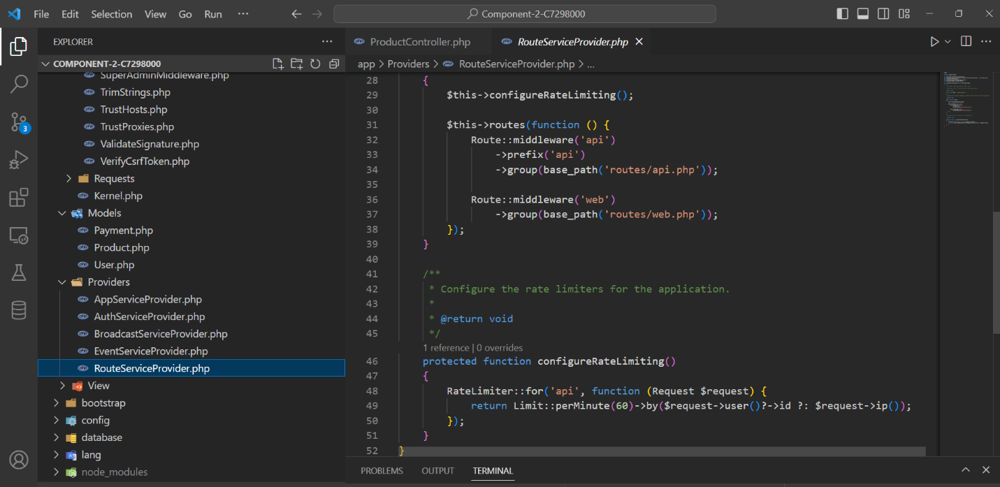 File Edit Selection View Go Run ···
Component-2-C7298000
EXPLORER
COMPONENT-2-C7298000
SuperAdminMiddleware.php
TrimStrings.php
TrustHosts.php
TrustProxies.php
ValidateSignature.php
VerifyCsrfToken.php
Requests
Kernel.php
Models
Payment.php
Product.php
User.php
Providers
AppServiceProvider.php
AuthServiceProvider.php
BroadcastServiceProvider.php
EventServiceProvider.php
RouteServiceProvider.php
View
bootstrap
config
database
lang
node_modules
3
ProductController.php RouteServiceProvider.php
app > Providers > RouteServiceProvider.php > ...
28 {
29 $this->configureRateLimiting();
30
31 $this->routes(function () {
32 Route::middleware('api')
33 ->prefix('api')
34 ->group(base_path('routes/api.php'));
35
36 Route::middleware('web')
37 ->group(base_path('routes/web.php'));
38 });
39 }
40
41 /**
42 * Configure the rate limiters for the application.
43 *
44 * @return void
45 */
1 reference | 0 overrides
46 protected function configureRateLimiting()
47 {
48 RateLimiter::for('api', function (Request $request) {
49 return Limit::perMinute(60)->by($request->user()?->id ?: $request->ip());
50 });
51 }
52 }
PROBLEMS OUTPUT TERMINAL